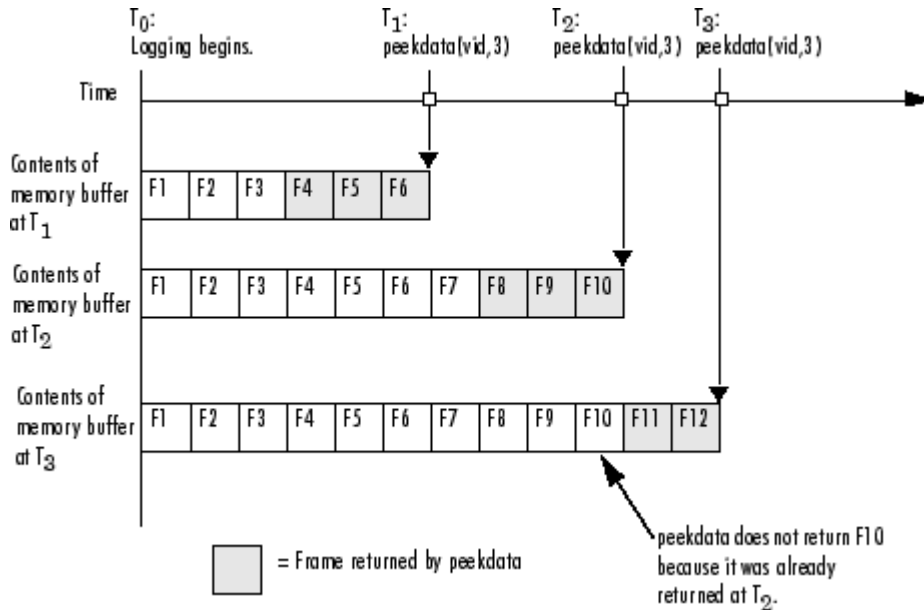 T0:
Logging begins.
T1:
peekdata(vid,3)
T2:
peekdata(vid,3)
T3:
peekdata(vid,3)
Time
Contents of
memory buffer
at T1
F1 F2 F3 F4 F5 F6
Contents of
memory buffer
at T2
F1 F2 F3 F4 F5 F6 F7 F8 F9 F10
Contents of
memory buffer
at T3
F1 F2 F3 F4 F5 F6 F7 F8 F9 F10 F11 F12
= Frame returned by peekdata
peekdata does not return F10
because it was already
returned at T2.